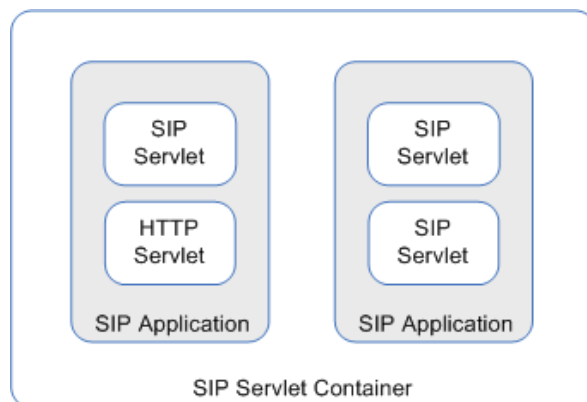 SIP
Servlet
HTTP
Servlet
SIP Application
SIP
Servlet
SIP
Servlet
SIP Application
SIP Servlet Container